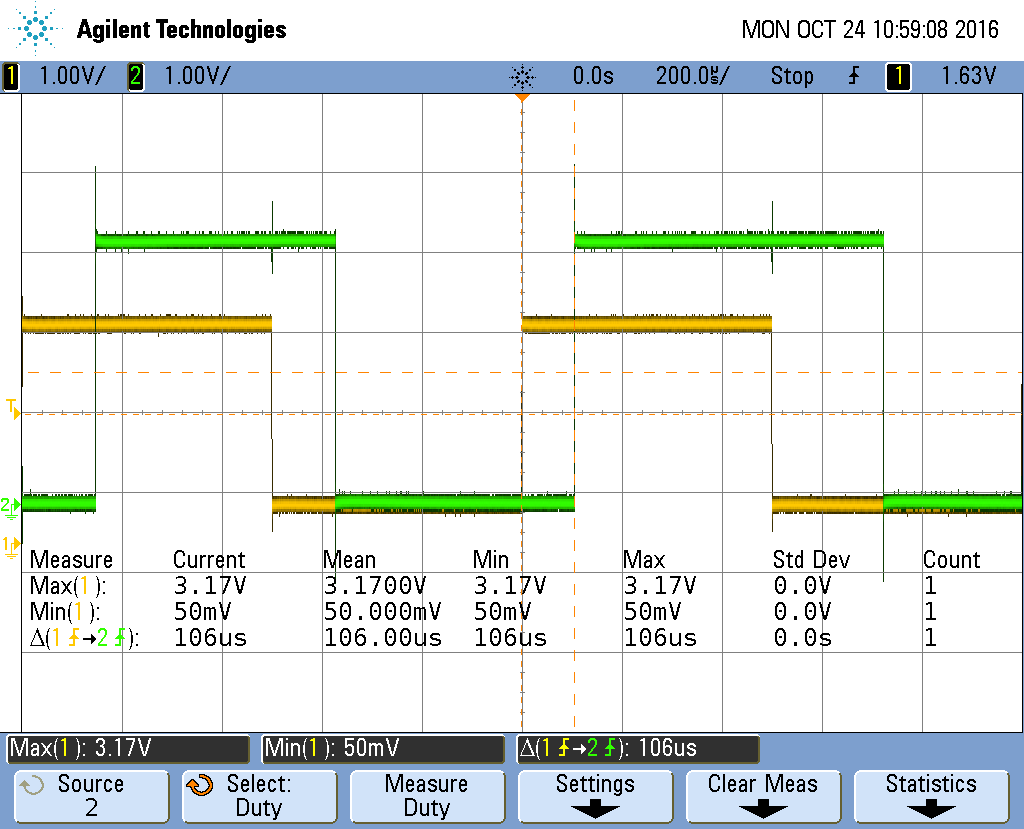 Agilent Technologies
MON OCT 24 10:59:08 2016
1 1.00V/ 2 1.00V/ 0.0s 200.0µs/ Stop 1 1.63V
T
2
1
Measure Current Mean Min Max Std Dev Count
Max(1): 3.17V 3.1700V 3.17V 3.17V 0.0V 1
Min(1): 50mV 50.000mV 50mV 50mV 0.0V 1
Δ(1→2): 106us 106.00us 106us 106us 0.0s 1
Max(1): 3.17V Min(1): 50mV Δ(1→2): 106us
Source Select: Measure Settings Clear Meas Statistics
2 Duty Duty